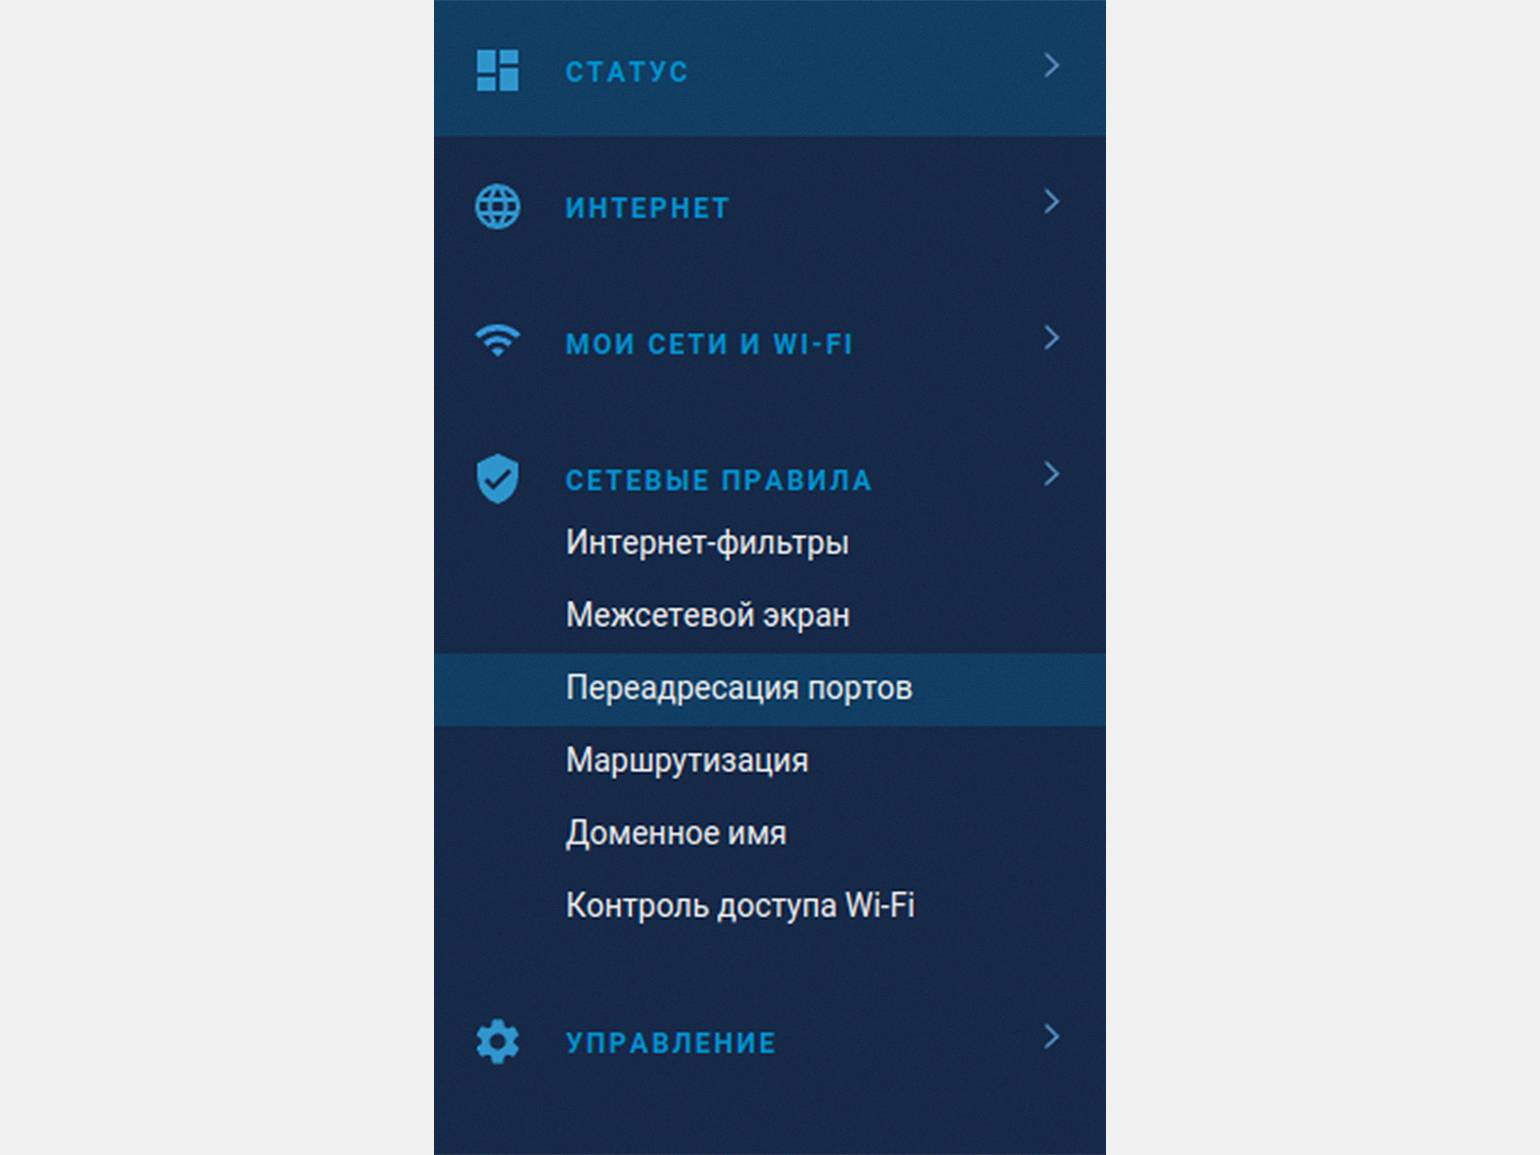 СТАТУС
ИНТЕРНЕТ
МОИ СЕТИ И WI-FI
СЕТЕВЫЕ ПРАВИЛА
Интернет-фильтры
Межсетевой экран
Переадресация портов
Маршрутизация
Доменное имя
Контроль доступа Wi-Fi
УПРАВЛЕНИЕ